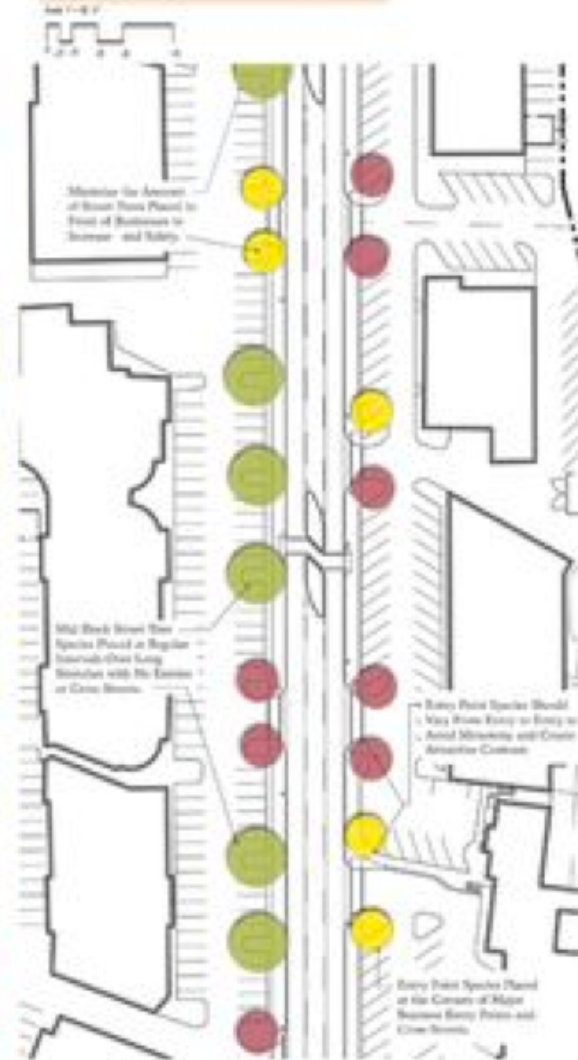 Minimize the Amount
of Street Trees Placed in
Front of Businesses to
Increase and Safety.
Mid Block Street Tree
Species Placed at Regular
Intervals Over Long
Stretches with No Entries
or Cross Streets.
Entry Point Species Should
Vary From Entry to Entry to
Avoid Monotony and Create
Attractive Contrast
Entry Point Species Placed
at the Corners of Major
Business Entry Points and
Cross Streets.